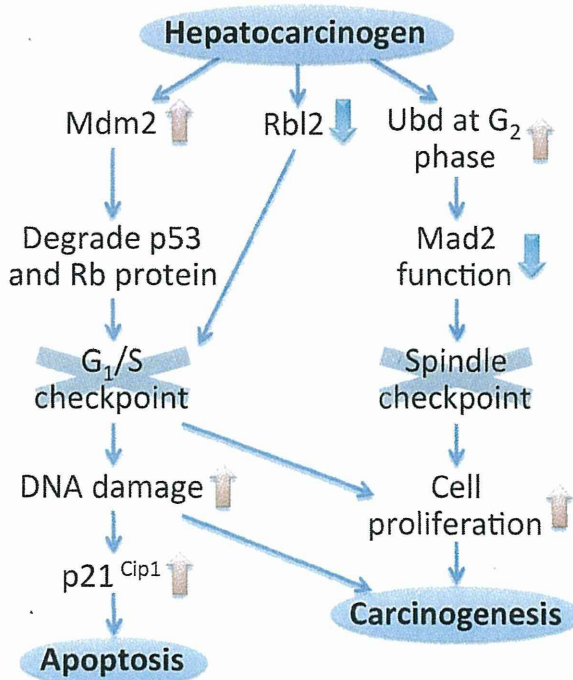 Hepatocarcinogen
Mdm2
Rbl2
Ubd at G₂
phase
Degrade p53
and Rb protein
Mad2
function
G₁/S
checkpoint
Spindle
checkpoint
DNA damage
Cell
proliferation
p21 Cip1
Carcinogenesis
Apoptosis